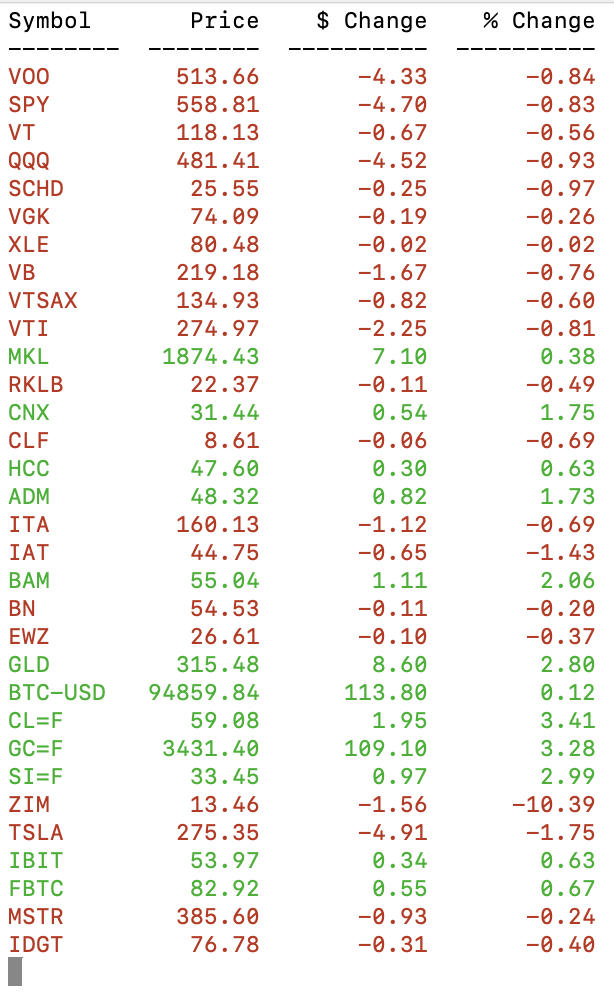 Symbol Price $ Change % Change
-------- --------- ---------- ----------
VOO 513.66 -4.33 -0.84
SPY 558.81 -4.70 -0.83
VT 118.13 -0.67 -0.56
QQQ 481.41 -4.52 -0.93
SCHD 25.55 -0.25 -0.97
VGK 74.09 -0.19 -0.26
XLE 80.48 -0.02 -0.02
VB 219.18 -1.67 -0.76
VTSAX 134.93 -0.82 -0.60
VTI 274.97 -2.25 -0.81
MKL 1874.43 7.10 0.38
RKLB 22.37 -0.11 -0.49
CNX 31.44 0.54 1.75
CLF 8.61 -0.06 -0.69
HCC 47.60 0.30 0.63
ADM 48.32 0.82 1.73
ITA 160.13 -1.12 -0.69
IAT 44.75 -0.65 -1.43
BAM 55.04 1.11 2.06
BN 54.53 -0.11 -0.20
EWZ 26.61 -0.10 -0.37
GLD 315.48 8.60 2.80
BTC-USD 94859.84 113.80 0.12
CL=F 59.08 1.95 3.41
GC=F 3431.40 109.10 3.28
SI=F 33.45 0.97 2.99
ZIM 13.46 -1.56 -10.39
TSLA 275.35 -4.91 -1.75
IBIT 53.97 0.34 0.63
FBTC 82.92 0.55 0.67
MSTR 385.60 -0.93 -0.24
IDGT 76.78 -0.31 -0.40